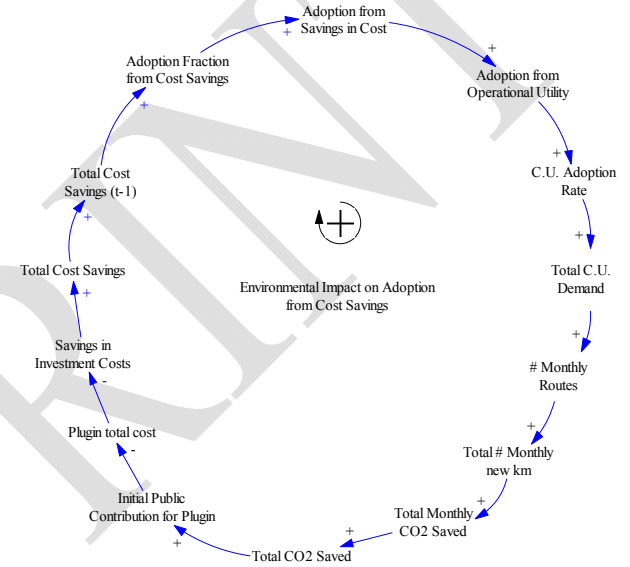 Adoption from
Savings in Cost
+
+
Adoption Fraction
from Cost Savings
+
Adoption from
Operational Utility
+
C.U. Adoption
Rate
+
Total C.U.
Demand
+
# Monthly
Routes
+
Total # Monthly
new km
+
Total Monthly
CO2 Saved
+
Total CO2 Saved
+
Initial Public
Contribution for Plugin
-
Plugin total cost
-
Savings in
Investment Costs
+
Total Cost Savings
+
Total Cost
Savings (t-1)
+
Environmental Impact on Adoption
from Cost Savings